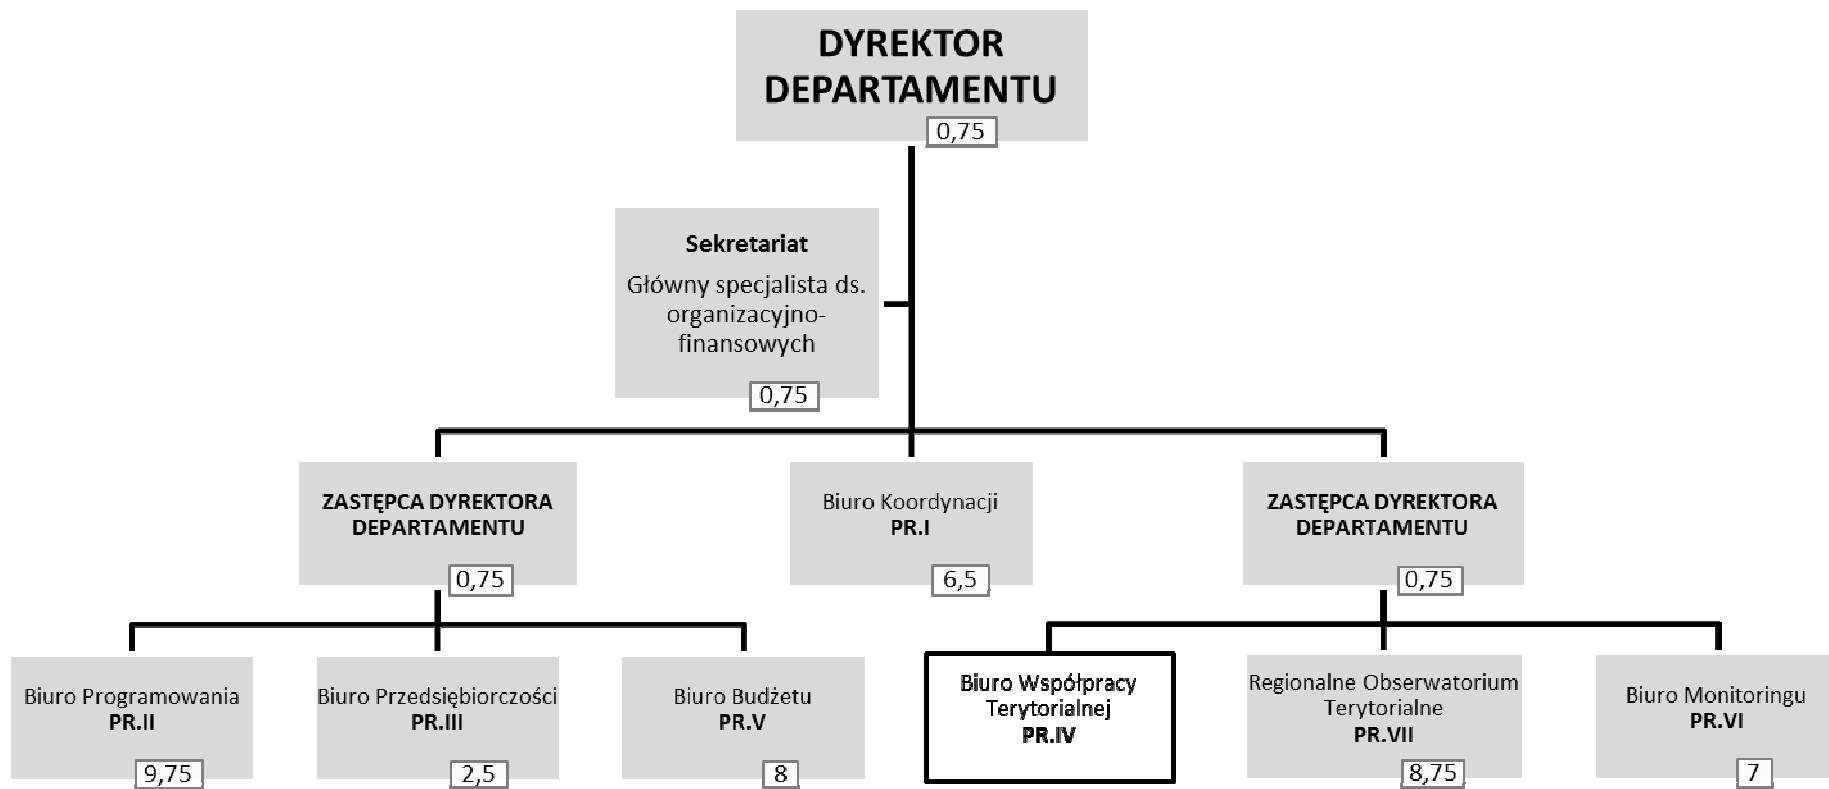 DYREKTOR
DEPARTAMENTU
0,75
Sekretariat
Główny specjalista ds.
organizacyjno-
finansowych
0,75
ZASTĘPCA DYREKTORA
DEPARTAMENTU
0,75
Biuro Koordynacji
PR.I
6,5
ZASTĘPCA DYREKTORA
DEPARTAMENTU
0,75
Biuro Programowania
PR.II
9,75
Biuro Przedsiębiorczości
PR.III
2,5
Biuro Budżetu
PR.V
8
Biuro Współpracy
Terytorialnej
PR.IV
Regionalne Obserwatorium
Terytorialne
PR.VII
8,75
Biuro Monitoringu
PR.VI
7